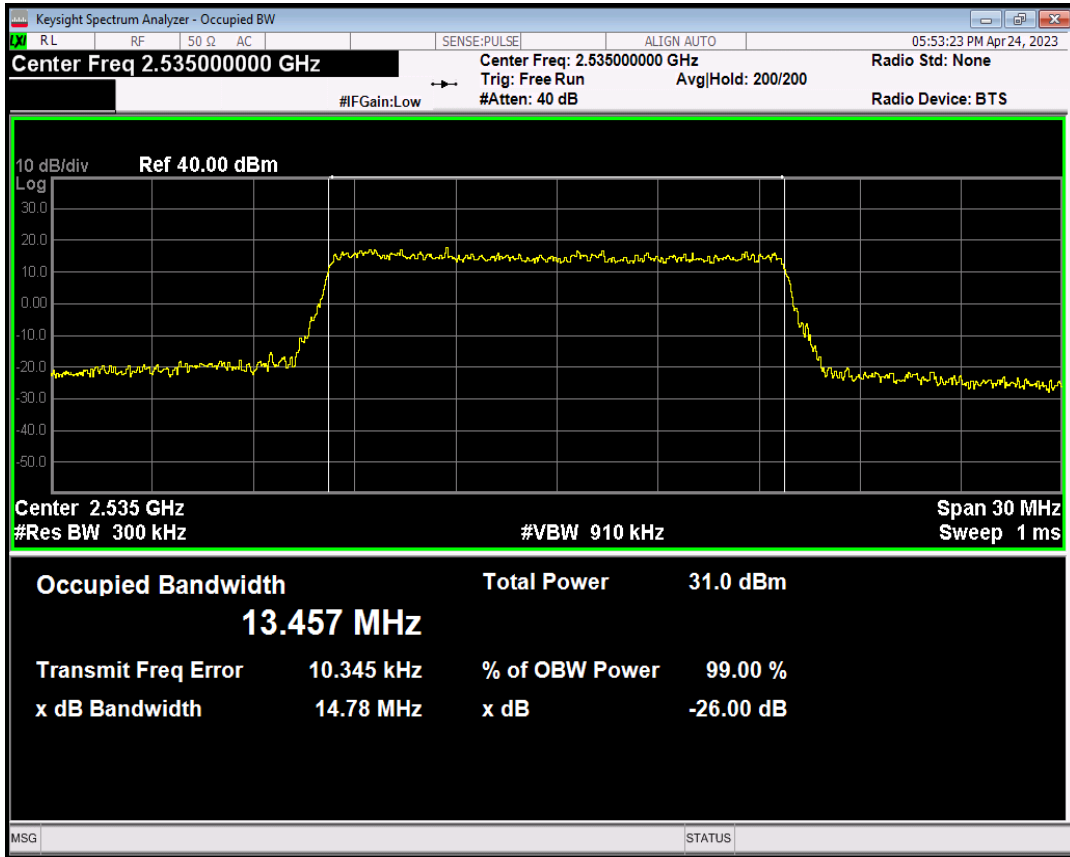 Keysight Spectrum Analyzer - Occupied BW
LXI RL RF 50 Ω AC SENSE:PULSE ALIGN AUTO 05:53:23 PM Apr 24, 2023
Center Freq 2.535000000 GHz Center Freq: 2.535000000 GHz Radio Std: None
Trig: Free Run Avg|Hold: 200/200
#IFGain:Low #Atten: 40 dB Radio Device: BTS
10 dB/div Ref 40.00 dBm
Log
30.0
20.0
10.0
0.00
-10.0
-20.0
-30.0
-40.0
-50.0
Center 2.535 GHz Span 30 MHz
#Res BW 300 kHz #VBW 910 kHz Sweep 1 ms
Occupied Bandwidth Total Power 31.0 dBm
13.457 MHz
Transmit Freq Error 10.345 kHz % of OBW Power 99.00 %
x dB Bandwidth 14.78 MHz x dB -26.00 dB
MSG STATUS